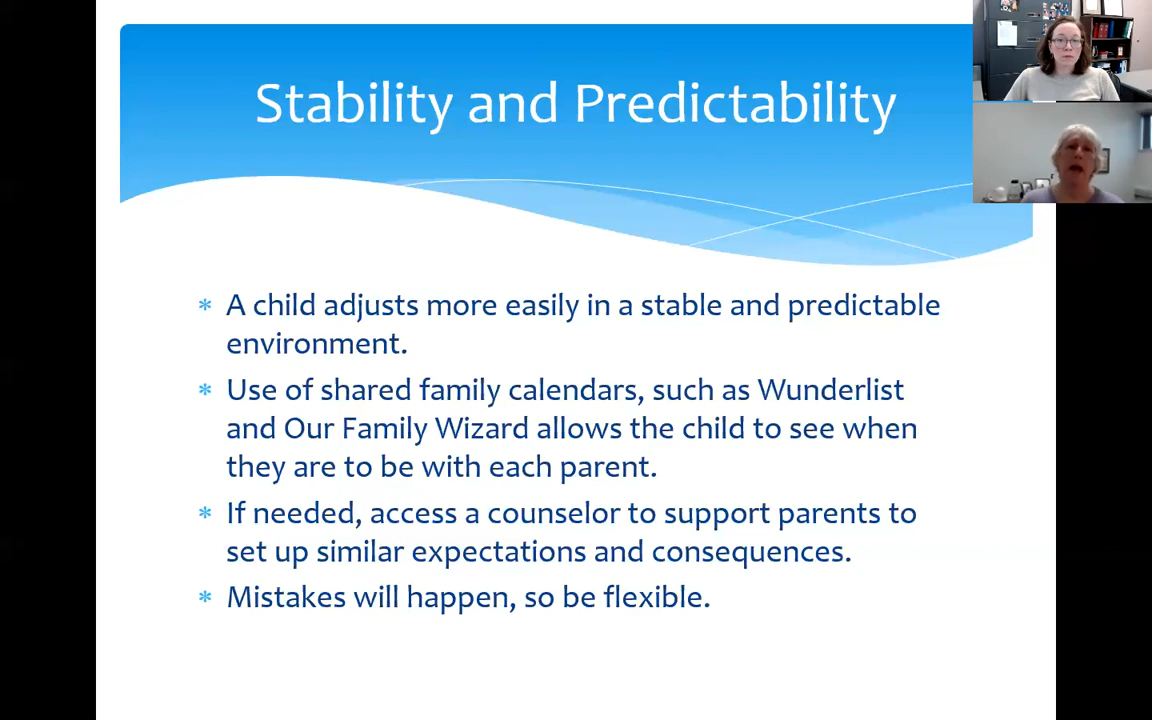 Stability and Predictability
* A child adjusts more easily in a stable and predictable
environment.
* Use of shared family calendars, such as Wunderlist
and Our Family Wizard allows the child to see when
they are to be with each parent.
* If needed, access a counselor to support parents to
set up similar expectations and consequences.
* Mistakes will happen, so be flexible.